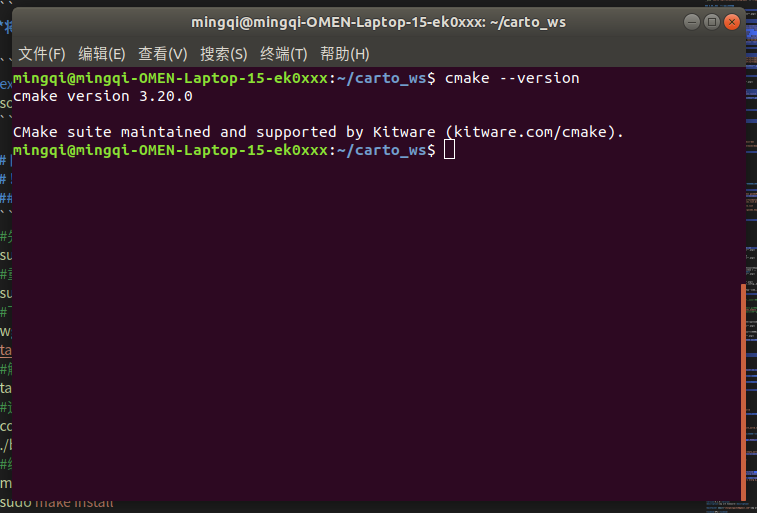 mingqi@mingqi-OMEN-Laptop-15-ek0xxx: ~/carto_ws
文件(F) 编辑(E) 查看(V) 搜索(S) 终端(T) 帮助(H)
mingqi@mingqi-OMEN-Laptop-15-ek0xxx:~/carto_ws$ cmake --version
cmake version 3.20.0
CMake suite maintained and supported by Kitware (kitware.com/cmake).
mingqi@mingqi-OMEN-Laptop-15-ek0xxx:~/carto_ws$
sudo make install